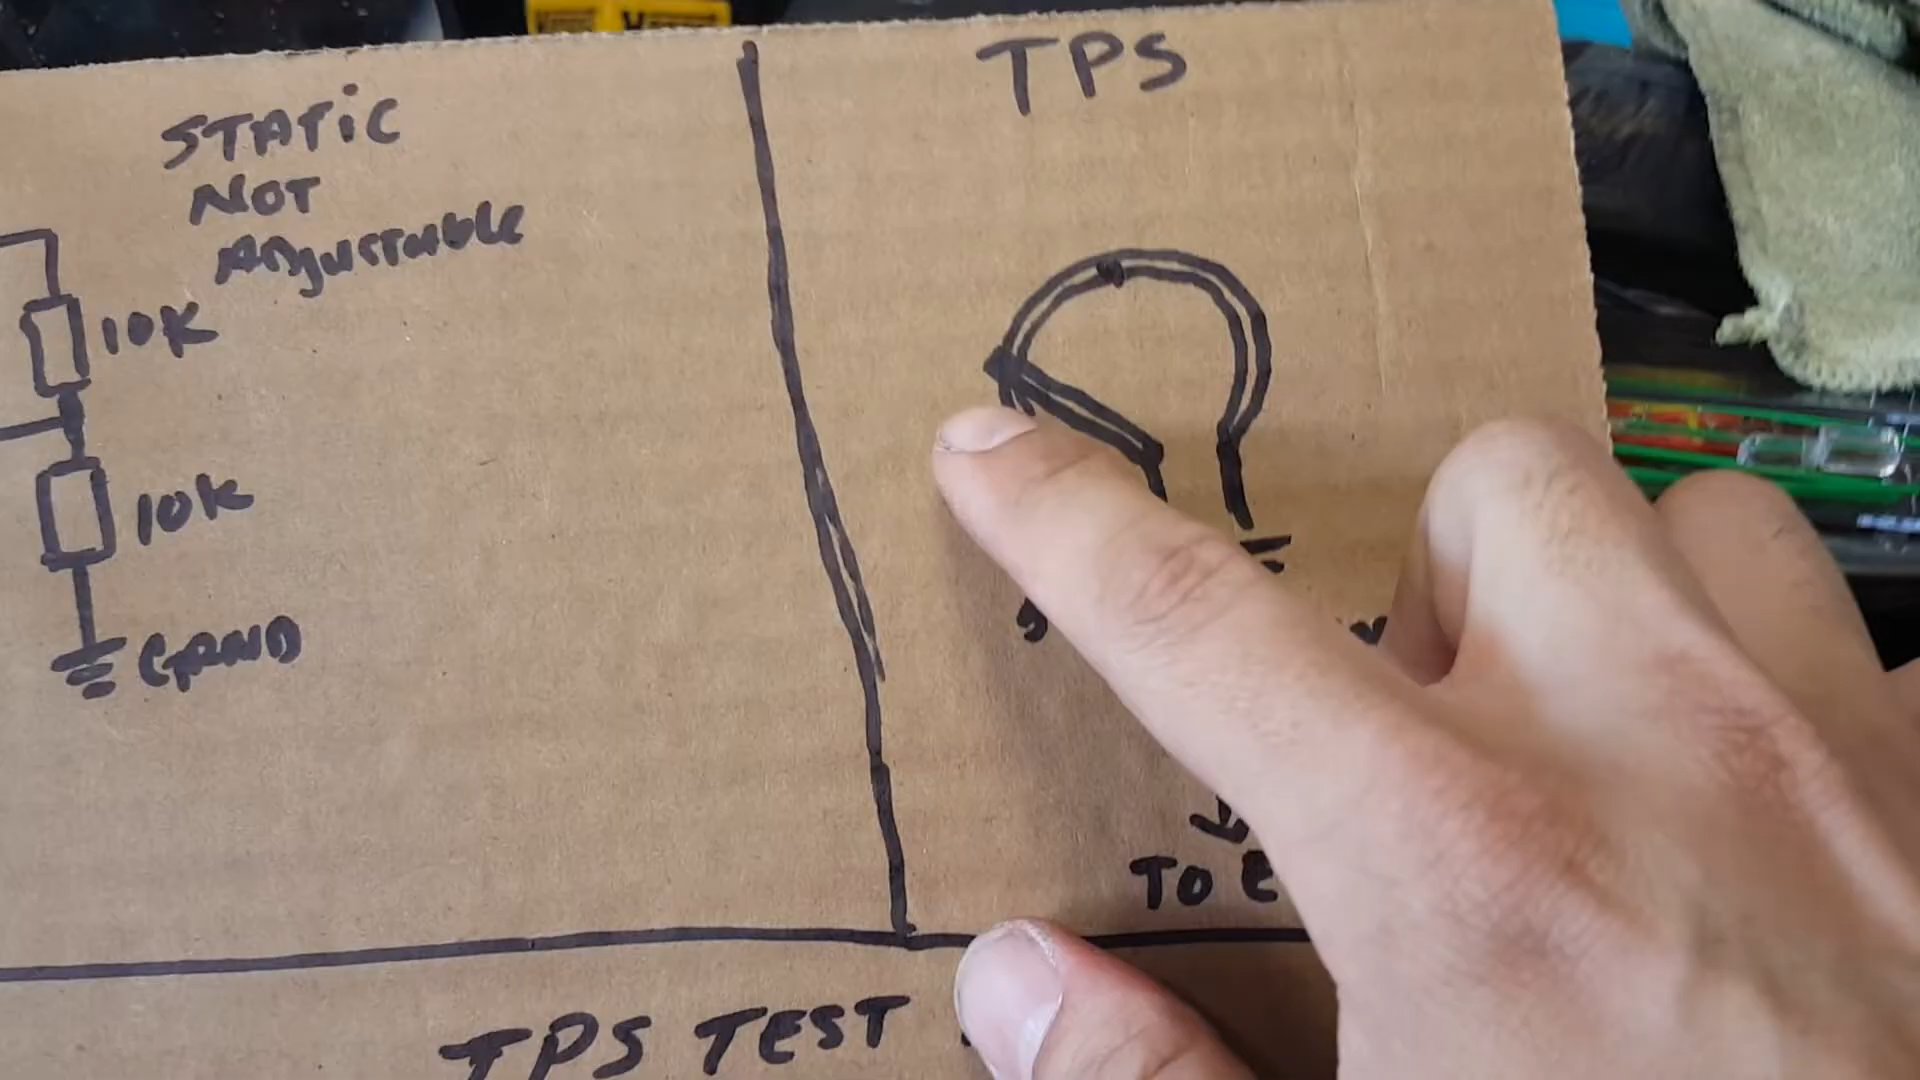 STATiC
NOT
ADjUSTABLE
10K
10K
GRND
TPS
TO
TPS TEST